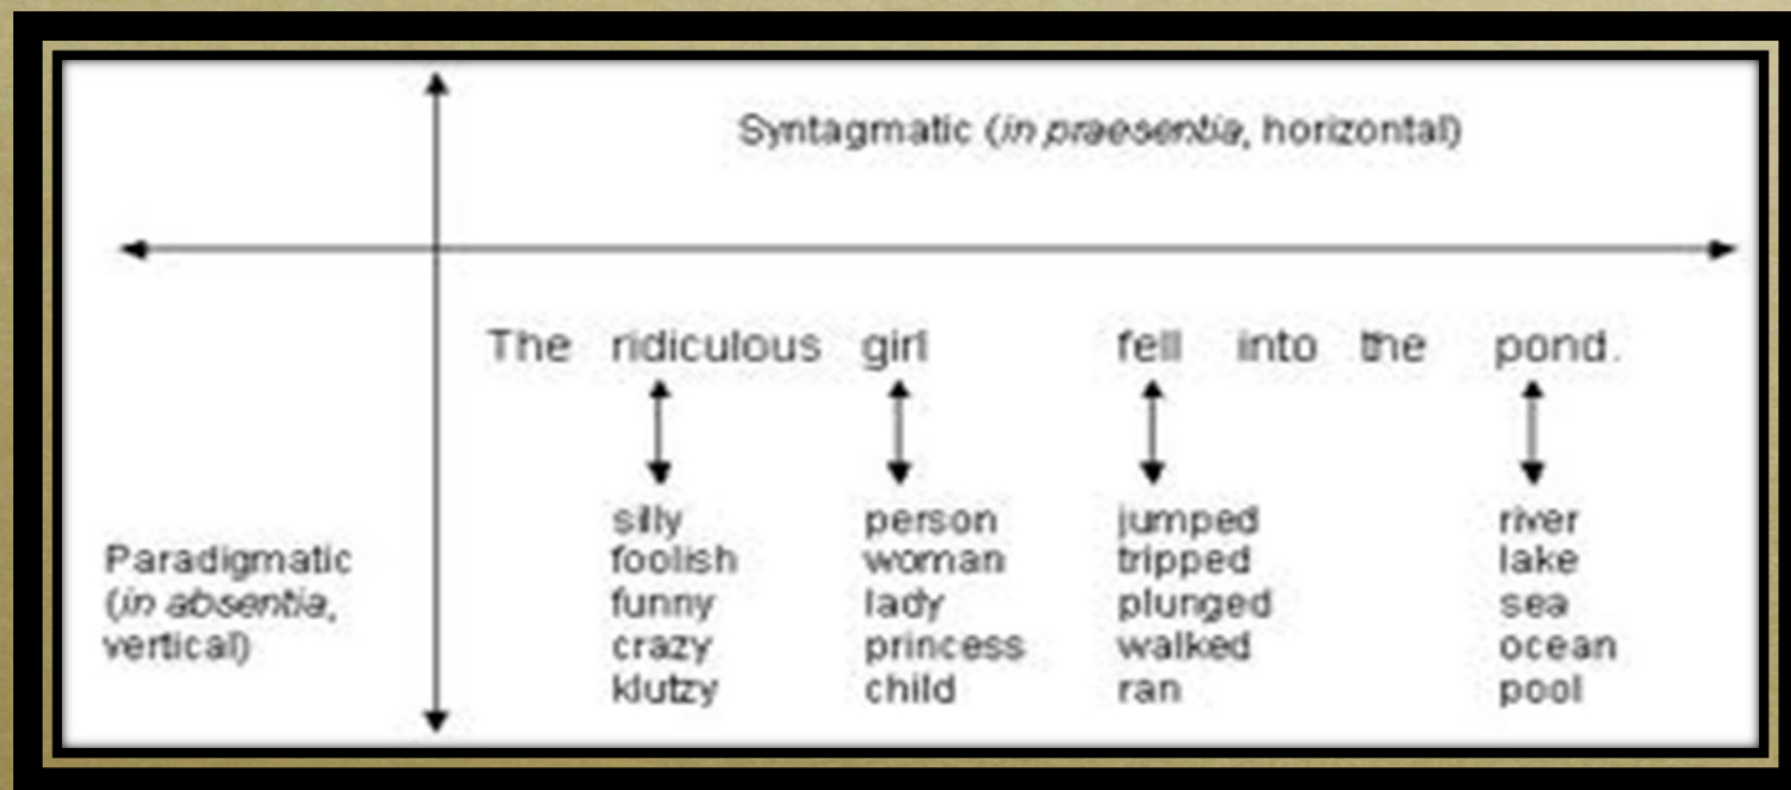 Syntagmatic (in praesentia, horizontal)
The ridiculous girl fell into the pond.
silly person jumped river
Paradigmatic foolish woman tripped lake
(in absentia, funny lady plunged sea
vertical) crazy princess walked ocean
klutzy child ran pool